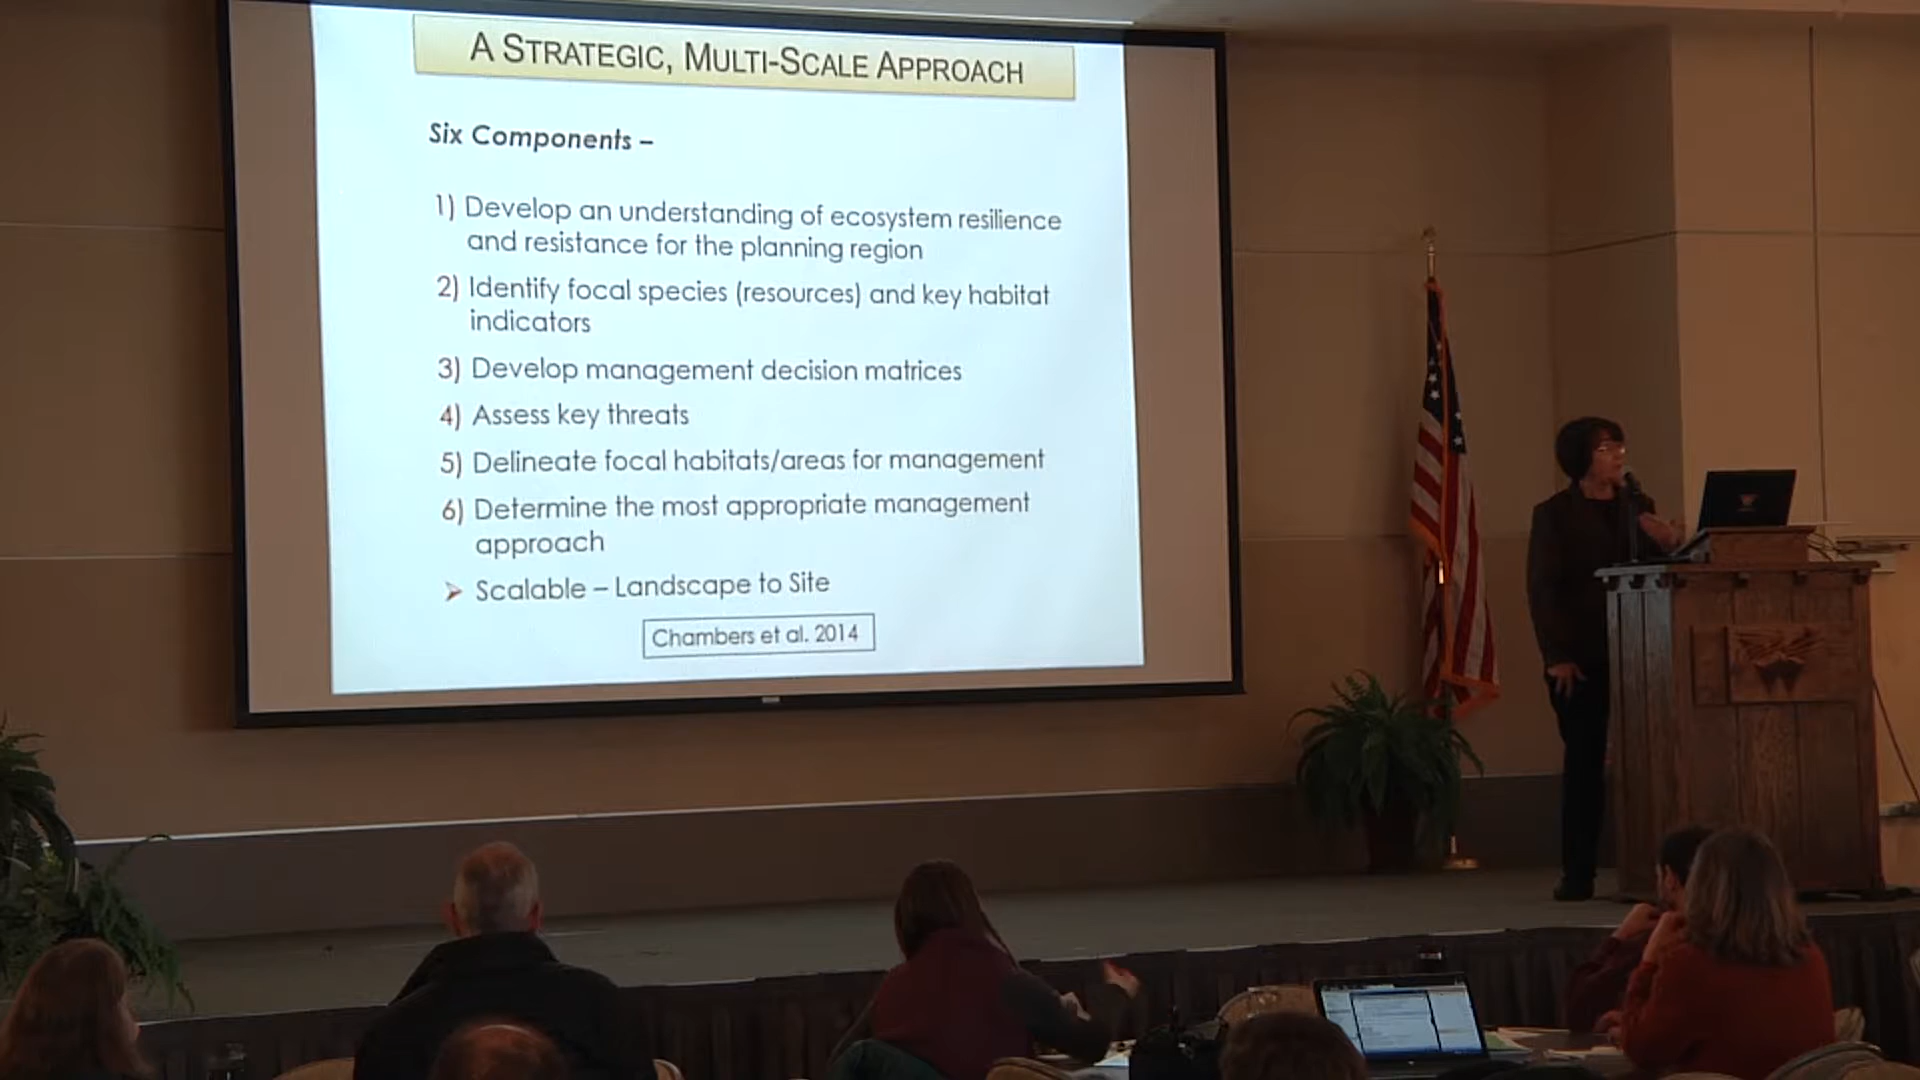 A STRATEGIC, MULTI-SCALE APPROACH
Six Components –
1) Develop an understanding of ecosystem resilience
and resistance for the planning region
2) Identify focal species (resources) and key habitat
indicators
3) Develop management decision matrices
4) Assess key threats
5) Delineate focal habitats/areas for management
6) Determine the most appropriate management
approach
➢ Scalable – Landscape to Site
Chambers et al. 2014